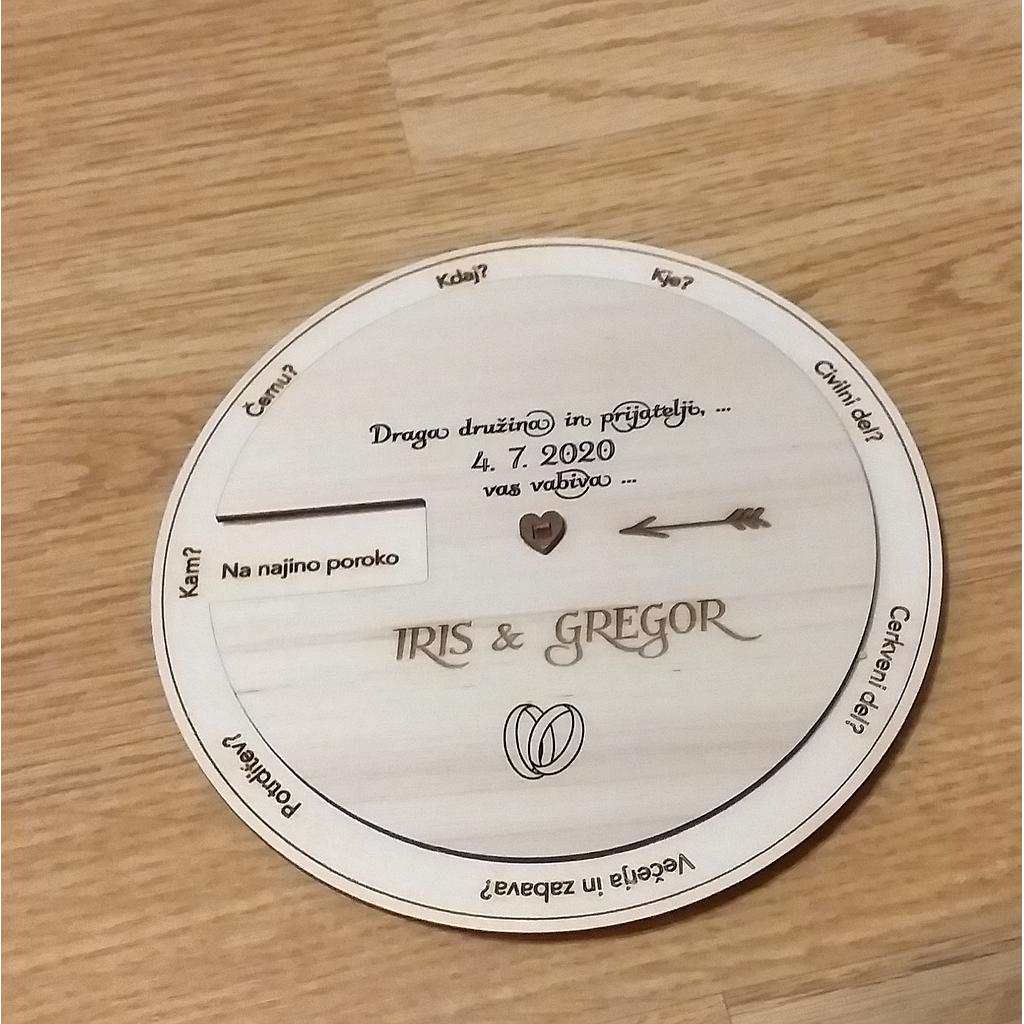 Kdaj?
Kje?
Čemu?
Civilni del?
Draga družina in prijatelji, ...
4. 7. 2020
vas vabiva ...
Kam?
Na najino poroko
IRIS & GREGOR
Cerkveni del?
Potrditev?
Večerja in zabava?